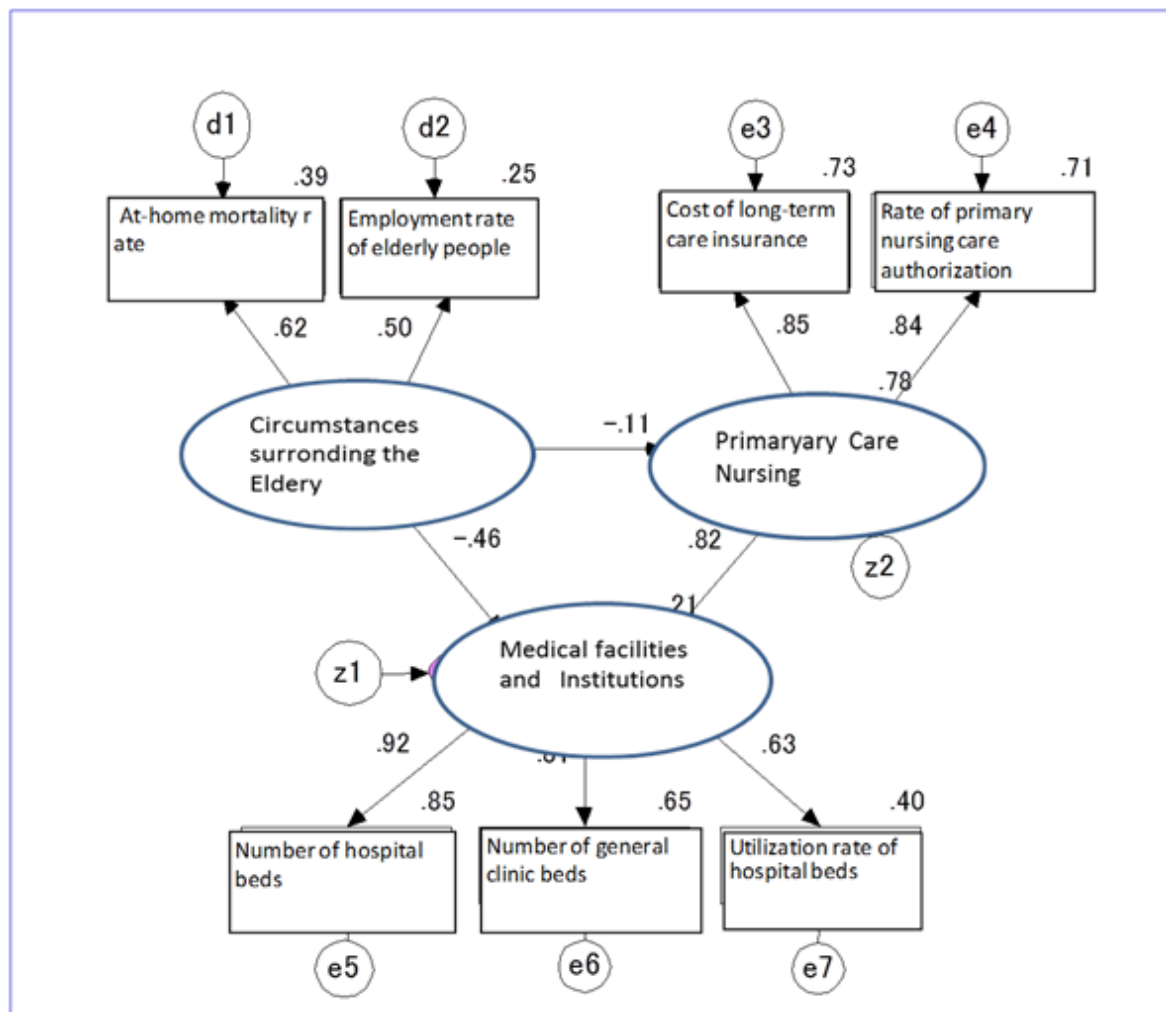 d1
d2
e3
e4
.39
.25
.73
.71
At-home mortality r
ate
Employment rate
of elderly people
Cost of long-term
care insurance
Rate of primary
nursing care
authorization
.62
.50
.85
.84
.78
Circumstances
surronding the
Eldery
-.11
Primaryary Care
Nursing
-.46
.82
z2
21
Medical facilities
and Institutions
z1
.92
.63
.85
.65
.40
Number of hospital
beds
Number of general
clinic beds
Utilization rate of
hospital beds
e5
e6
e7